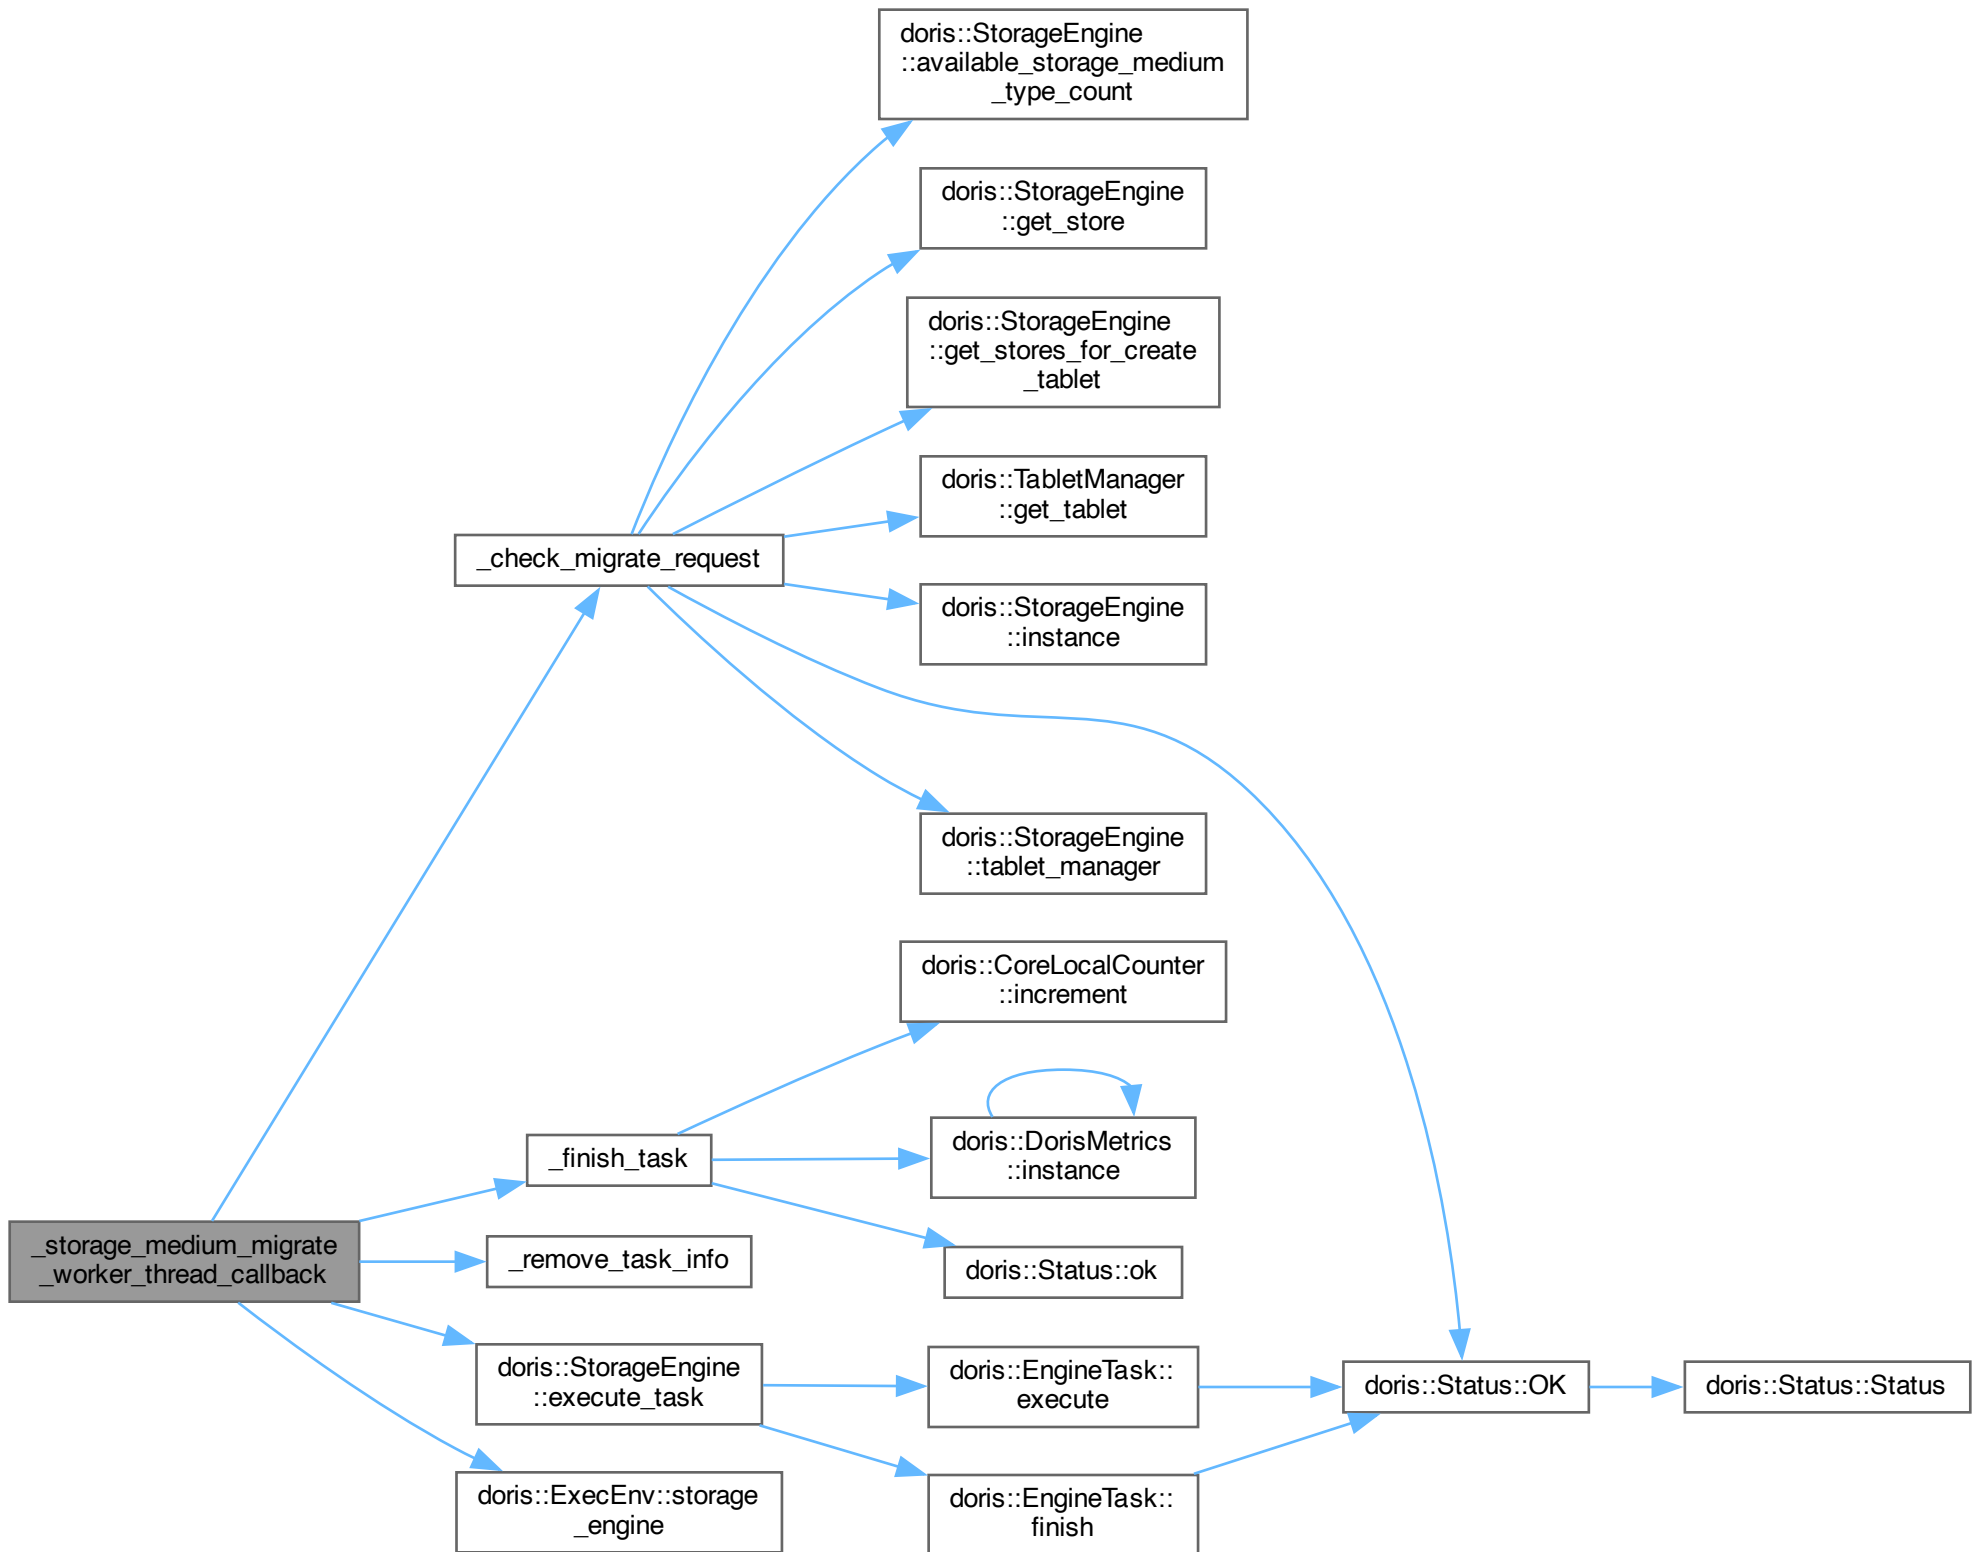 doris::StorageEngine
::available_storage_medium
_type_count
doris::StorageEngine
::get_store
doris::StorageEngine
::get_stores_for_create
_tablet
doris::TabletManager
::get_tablet
_check_migrate_request
doris::StorageEngine
::instance
doris::StorageEngine
::tablet_manager
doris::CoreLocalCounter
::increment
_finish_task
doris::DorisMetrics
::instance
_storage_medium_migrate
_worker_thread_callback
_remove_task_info
doris::Status::ok
doris::StorageEngine
::execute_task
doris::EngineTask::
execute
doris::Status::OK
doris::Status::Status
doris::ExecEnv::storage
_engine
doris::EngineTask::
finish